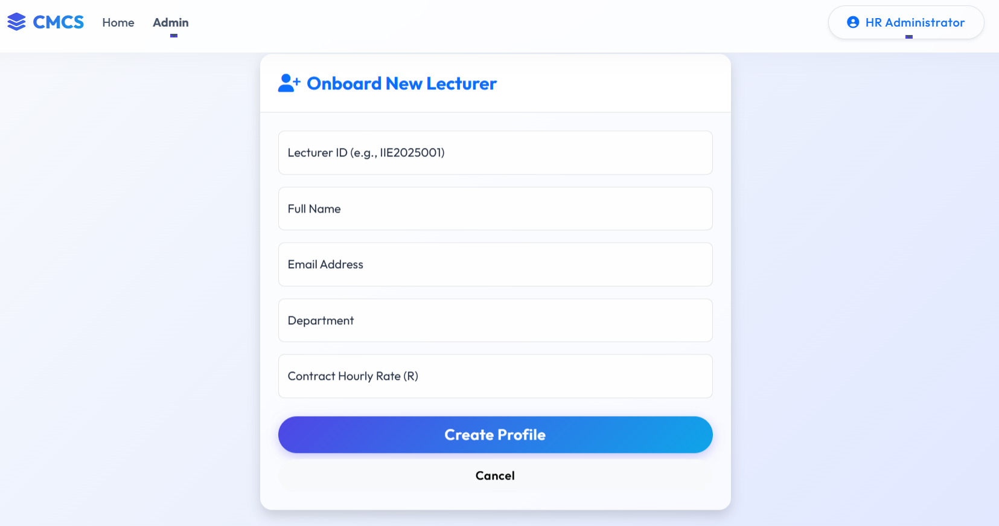 CMCS
Home
Admin
HR Administrator
Onboard New Lecturer
Lecturer ID (e.g., IIE2025001)
Full Name
Email Address
Department
Contract Hourly Rate (R)
Create Profile
Cancel